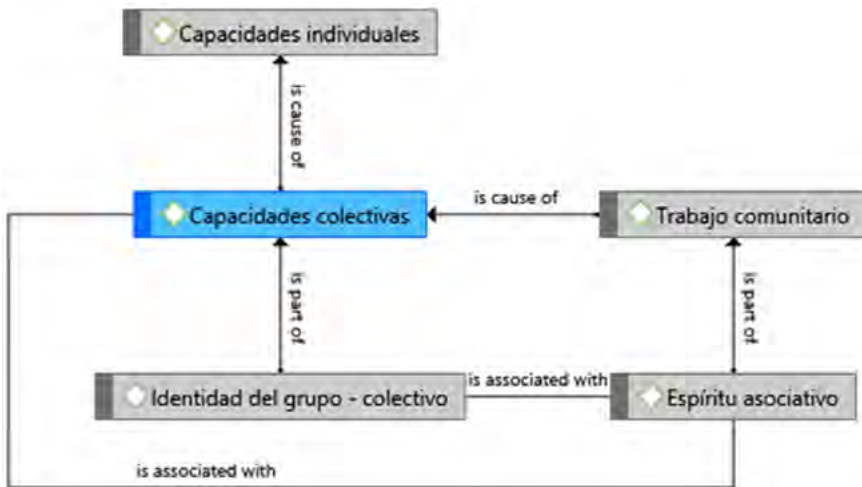 Capacidades individuales
is cause of
Capacidades colectivas
is cause of
Trabajo comunitario
is part of
is part of
Identidad del grupo - colectivo
is associated with
Espíritu asociativo
is associated with